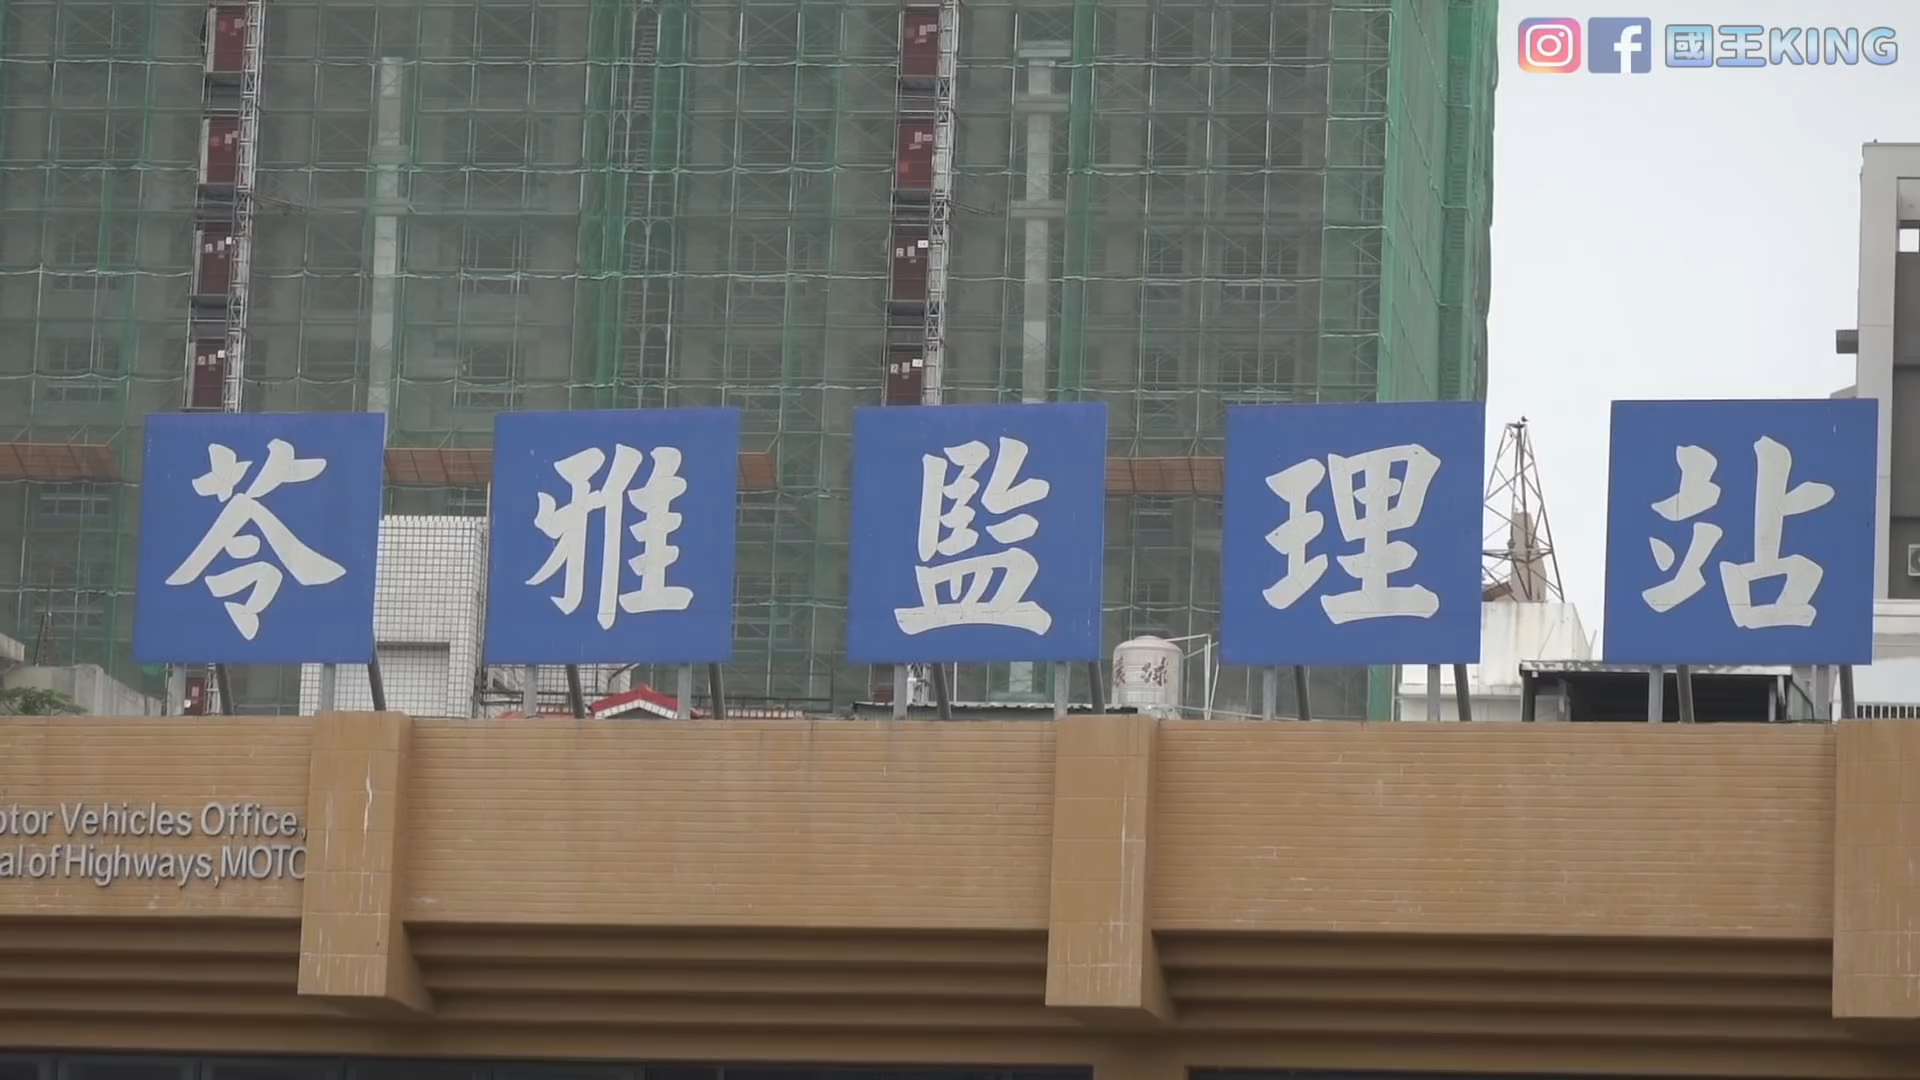 國王KING
苓雅監理站
otor Vehicles Office,
al of Highways,MOTC